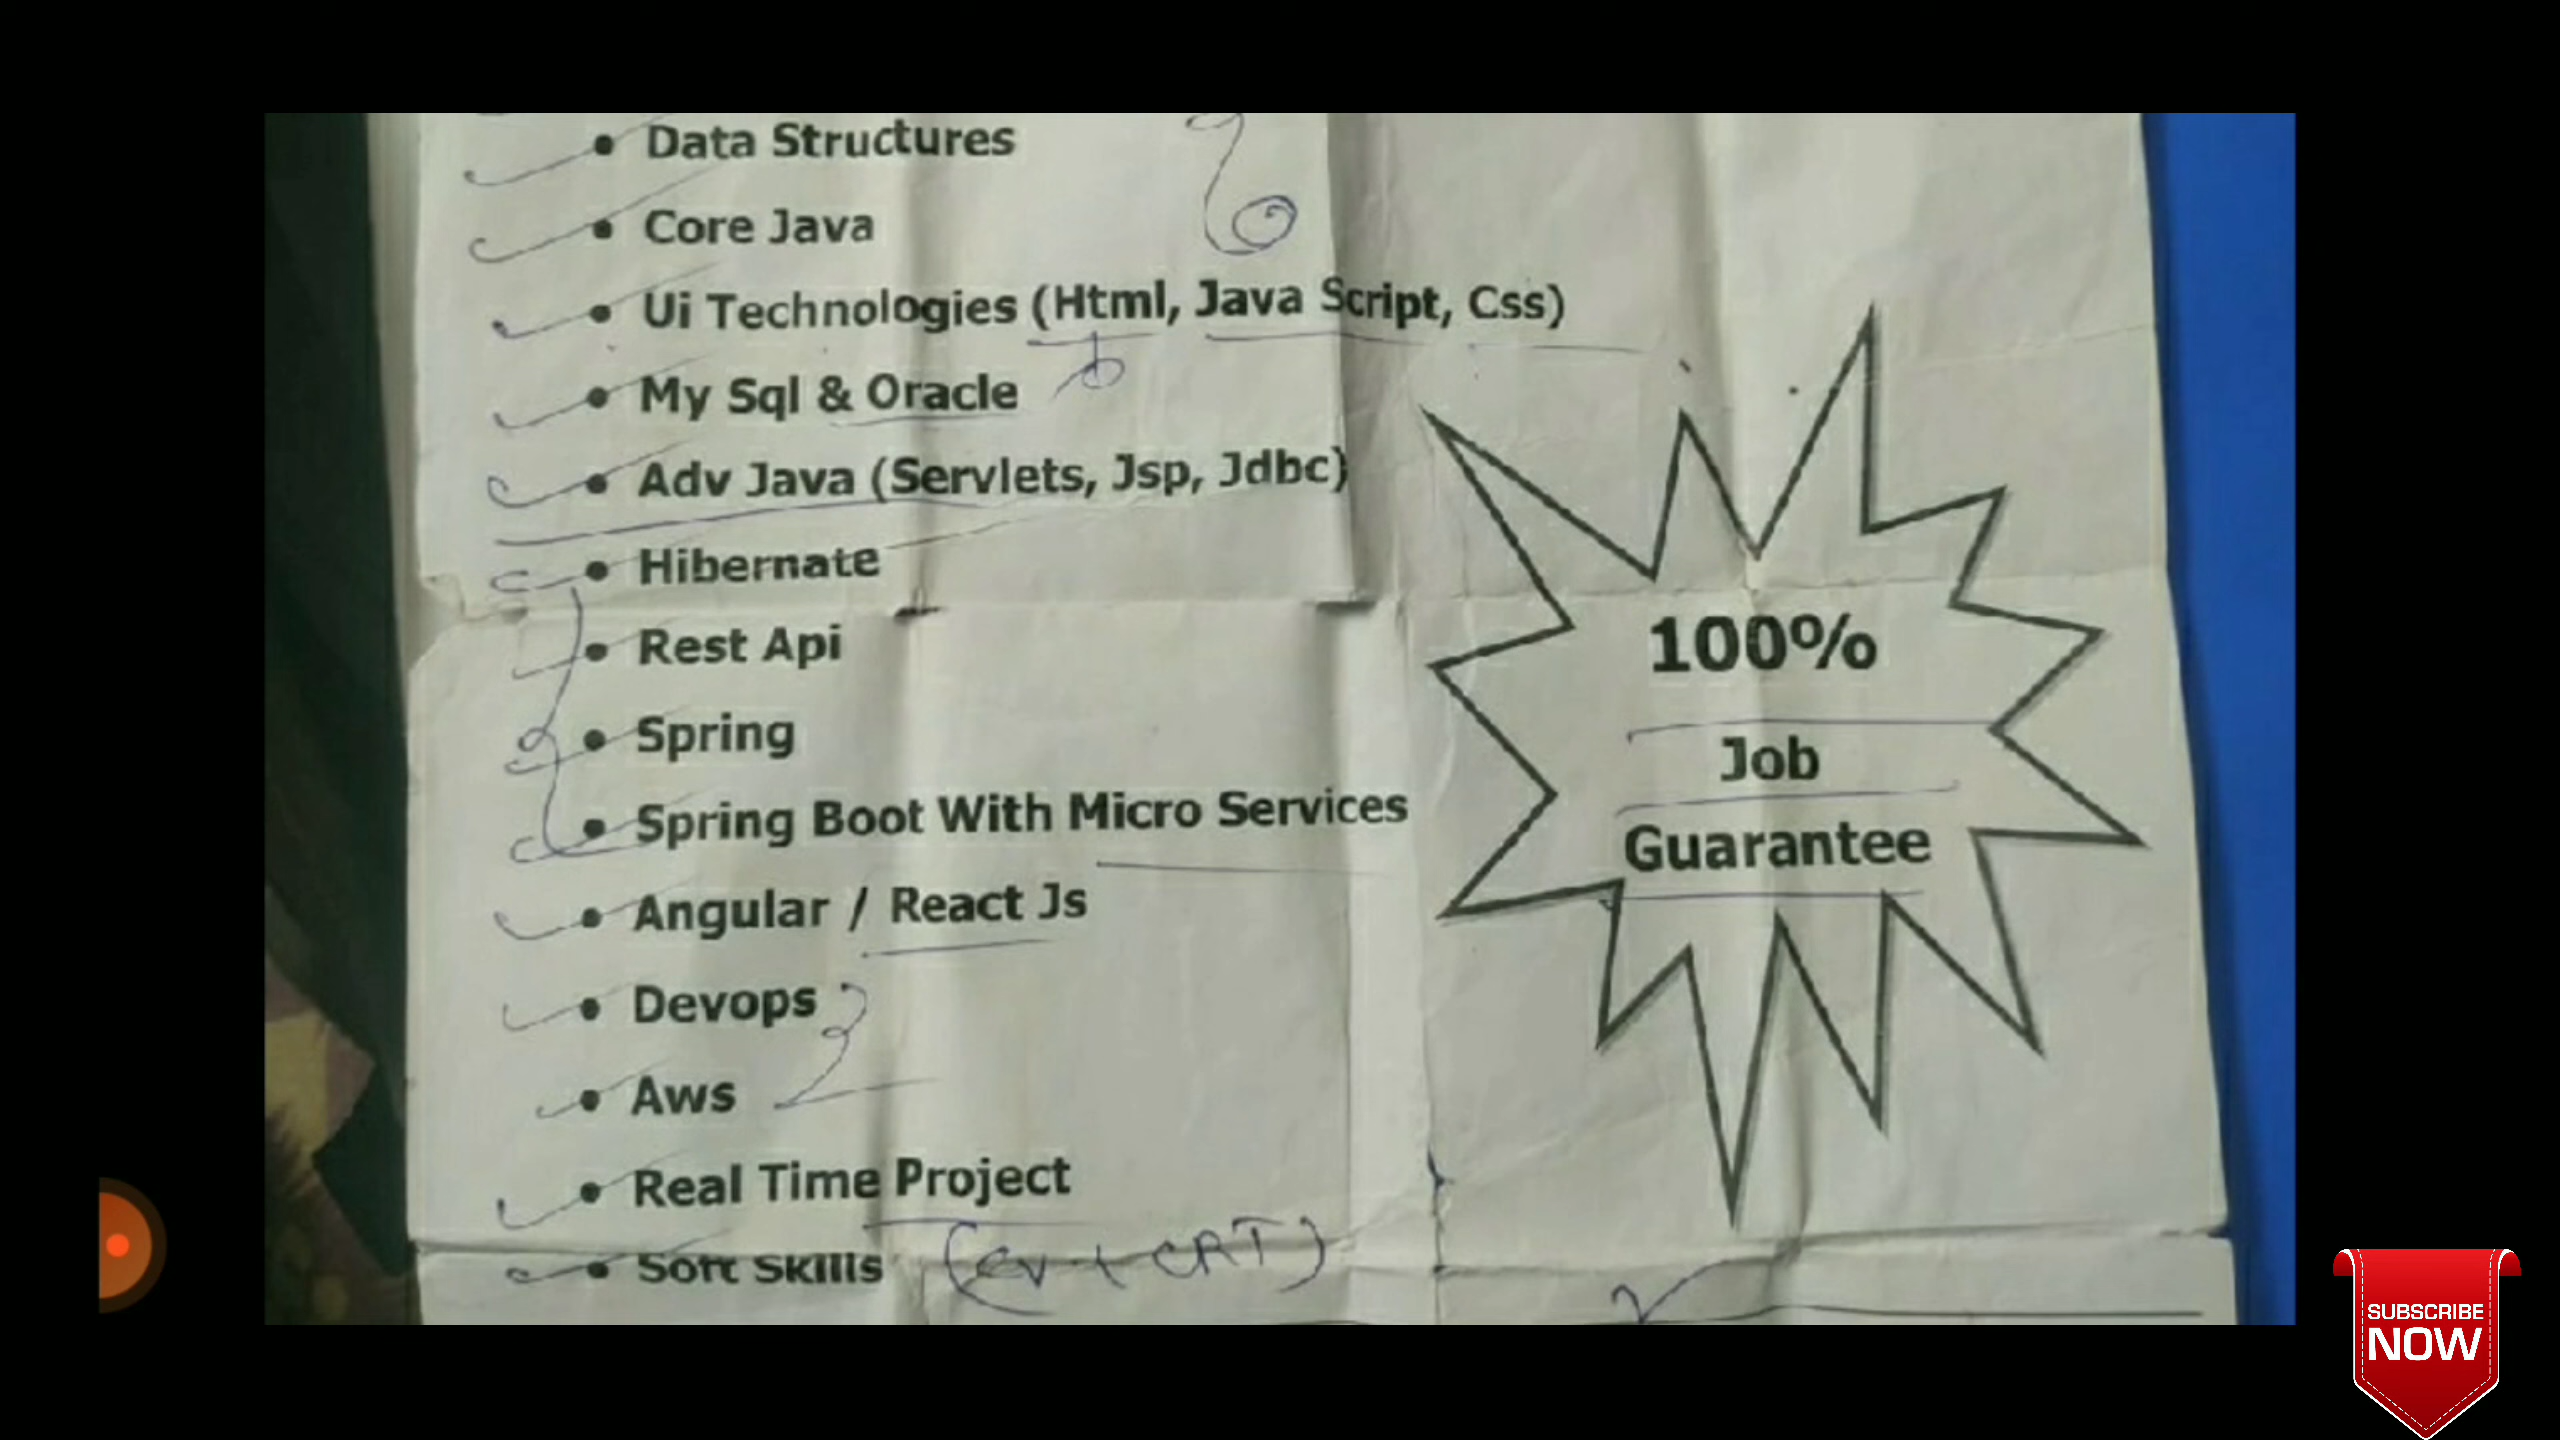 • Data Structures
• Core Java
• Ui Technologies (Html, Java Script, Css)
• My Sql & Oracle
• Adv Java (Servlets, Jsp, Jdbc)
• Hibernate
• Rest Api
• Spring
• Spring Boot With Micro Services
• Angular / React Js
• Devops
• Aws
• Real Time Project
• Soft Skills (CV + CRT)
100%
Job
Guarantee
SUBSCRIBE
NOW